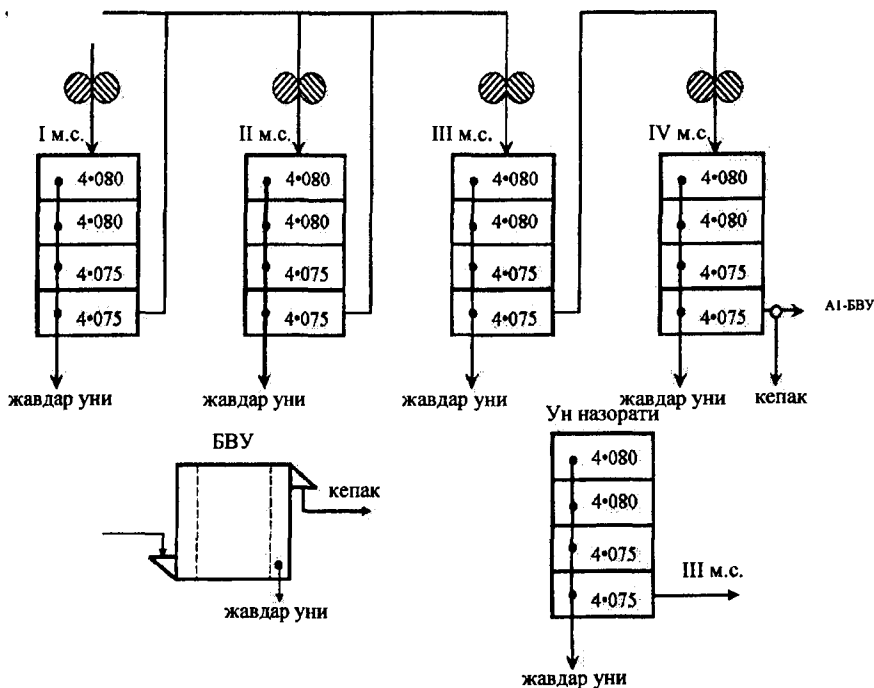 I м.с.
II м.с.
III м.с.
IV м.с.
4•080
4•080
4•075
4•075
4•080
4•080
4•075
4•075
4•080
4•080
4•075
4•075
4•080
4•080
4•075
4•075
А1-БВУ
жавдар уни
жавдар уни
жавдар уни
жавдар уни
кепак
БВУ
кепак
жавдар уни
Ун назорати
4•080
4•080
4•075
4•075
III м.с.
жавдар уни